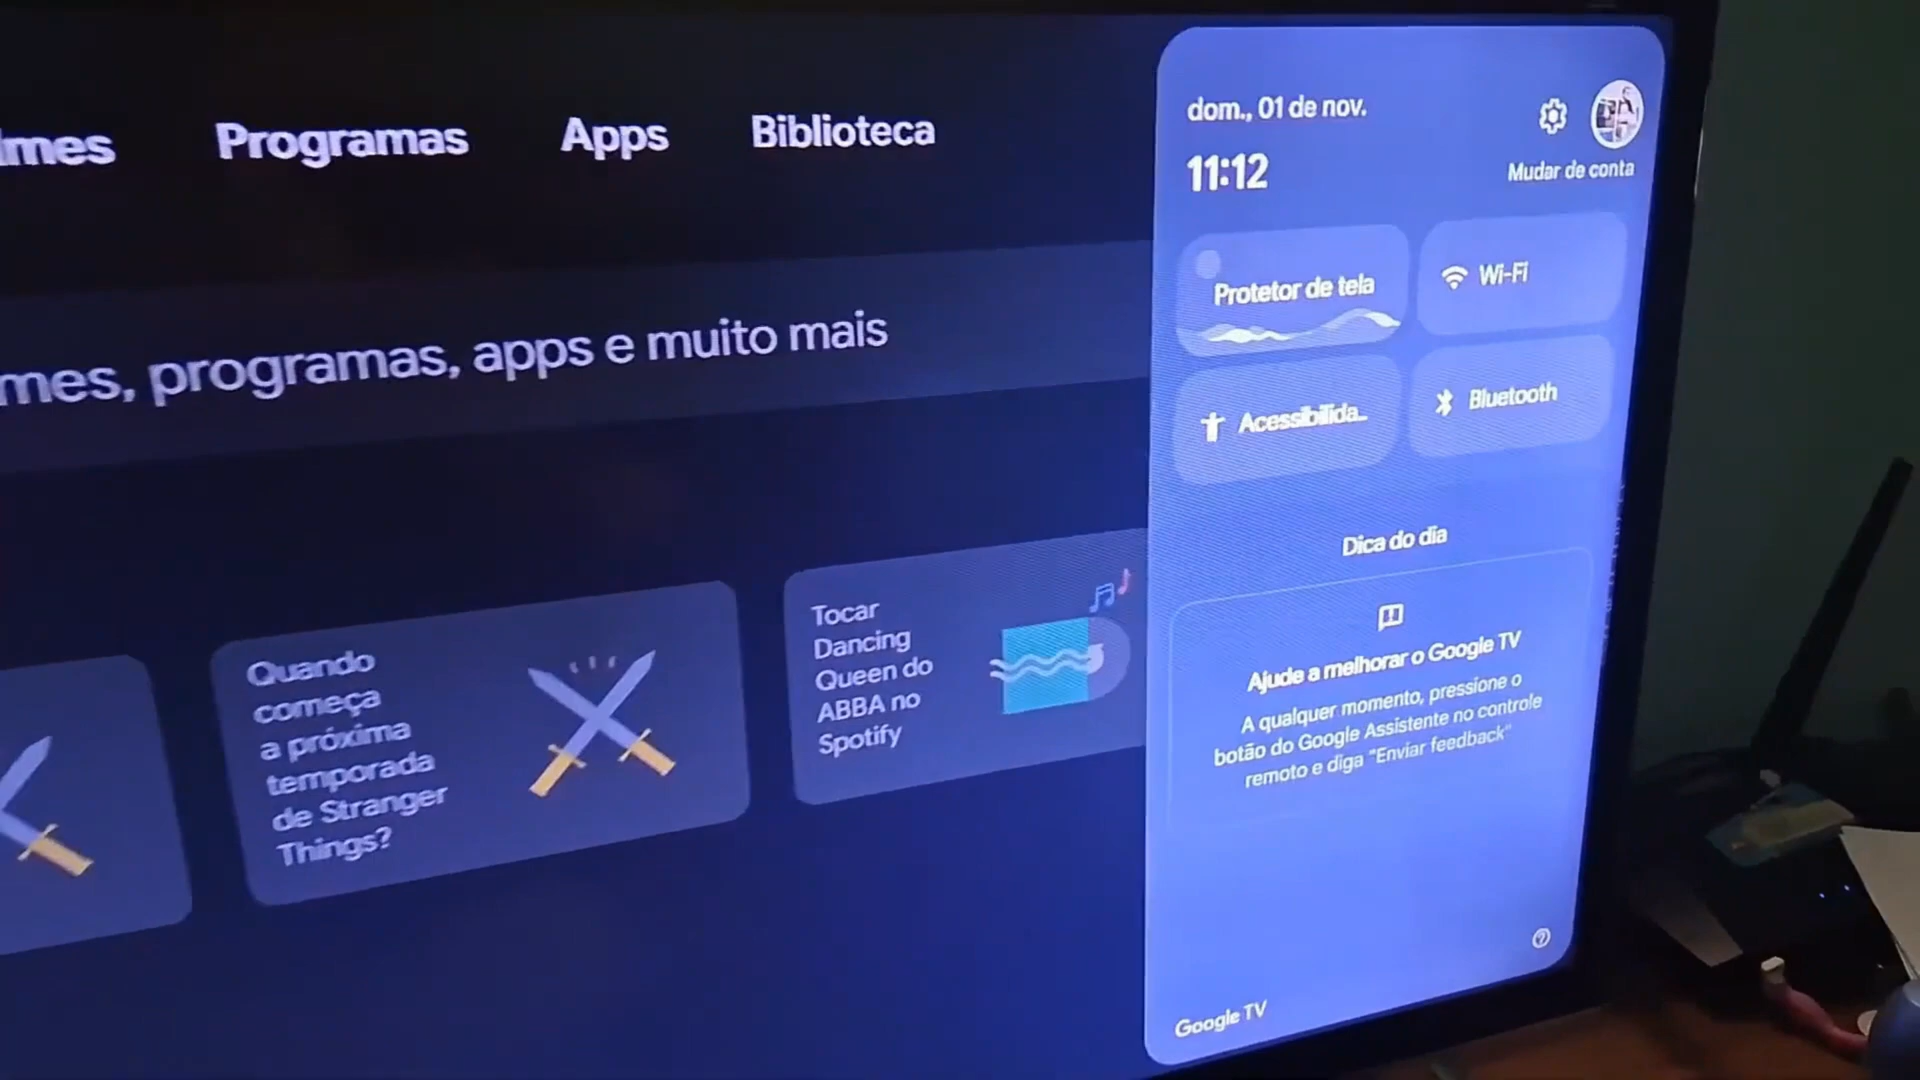 Programas
Apps
Biblioteca
programas, apps e muito mais
Quando
começa
a próxima
temporada
de Stranger
Things?
Tocar
Dancing
Queen do
ABBA no
Spotify
dom., 01 de nov.
11:12
Mudar de conta
Protetor de tela
Wi-Fi
Acessibilida...
Bluetooth
Dica do dia
Ajude a melhorar o Google TV
A qualquer momento, pressione o
botão do Google Assistente no controle
remoto e diga "Enviar feedback"
Google TV